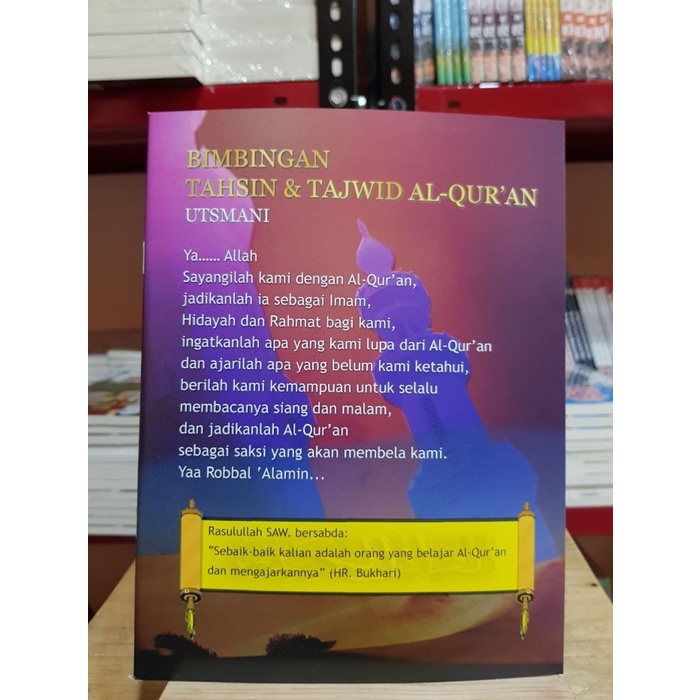 BIMBINGAN
TAHSIN & TAJWID AL-QUR'AN
UTSMANI
Ya...... Allah
Sayangilah kami dengan Al-Qur'an,
jadikanlah ia sebagai Imam,
Hidayah dan Rahmat bagi kami,
ingatkanlah apa yang kami lupa dari Al-Qur'an
dan ajarilah apa yang belum kami ketahui,
berilah kami kemampuan untuk selalu
membacanya siang dan malam,
dan jadikanlah Al-Qur'an
sebagai saksi yang akan membela kami.
Yaa Robbal 'Alamin...
Rasulullah SAW. bersabda:
"Sebaik-baik kalian adalah orang yang belajar Al-Qur'an
dan mengajarkannya" (HR. Bukhari)